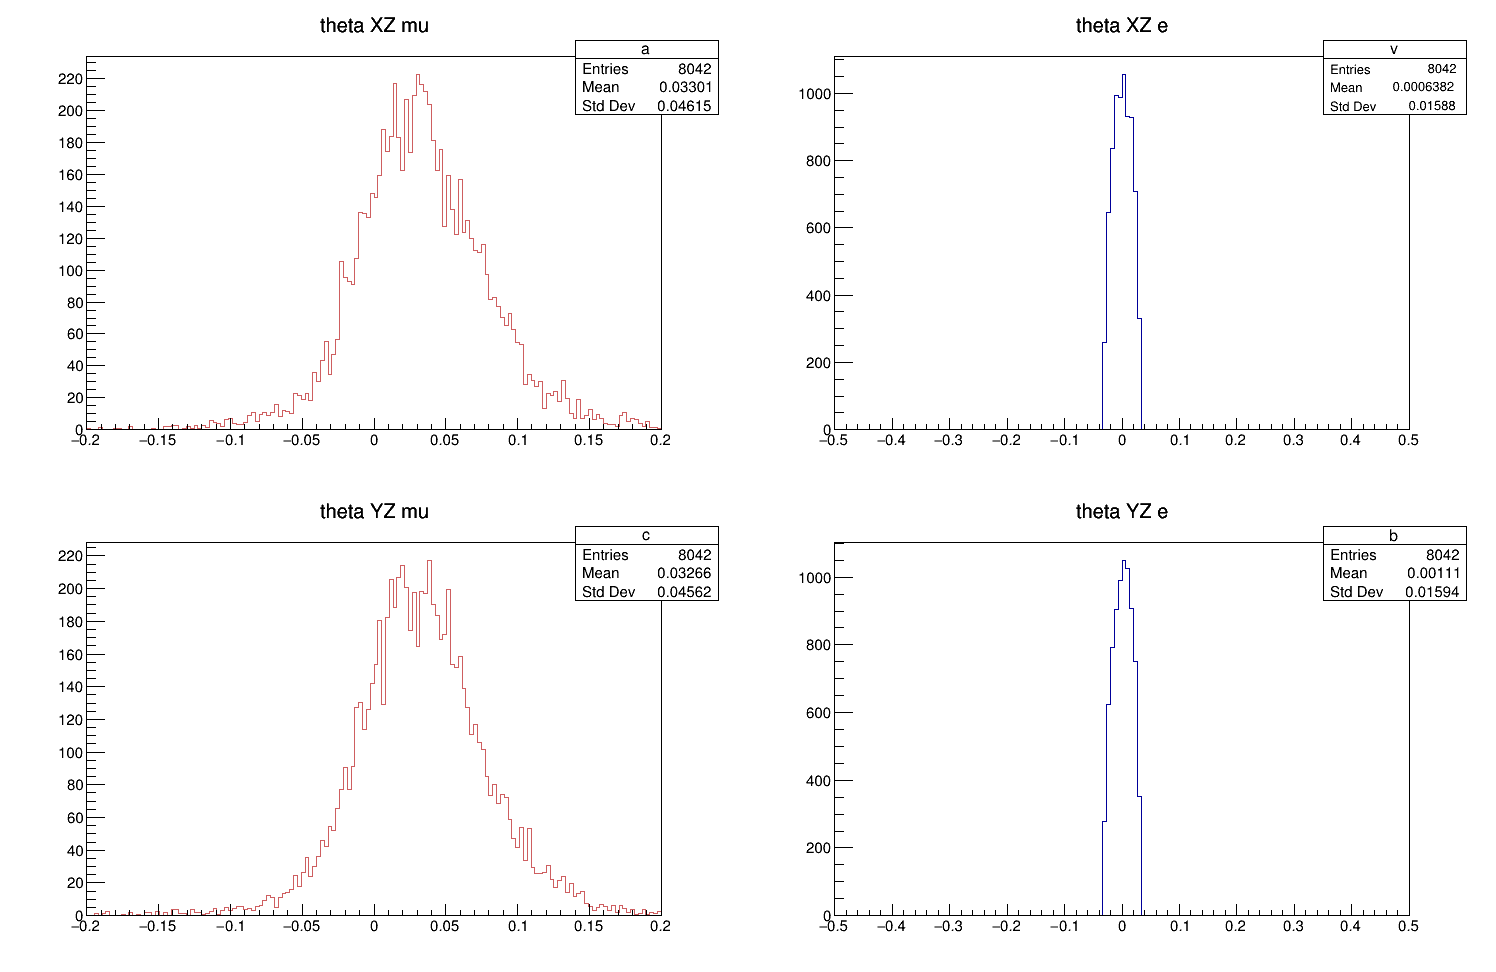 theta XZ mu
a
Entries 8042
Mean 0.03301
Std Dev 0.04615
220
200
180
160
140
120
100
80
60
40
20
0
−0.2 −0.15 −0.1 −0.05 0 0.05 0.1 0.15 0.2
theta XZ e
v
Entries 8042
Mean 0.0006382
Std Dev 0.01588
1000
800
600
400
200
0
−0.5 −0.4 −0.3 −0.2 −0.1 0 0.1 0.2 0.3 0.4 0.5
theta YZ mu
c
Entries 8042
Mean 0.03266
Std Dev 0.04562
220
200
180
160
140
120
100
80
60
40
20
0
−0.2 −0.15 −0.1 −0.05 0 0.05 0.1 0.15 0.2
theta YZ e
b
Entries 8042
Mean 0.00111
Std Dev 0.01594
1000
800
600
400
200
0
−0.5 −0.4 −0.3 −0.2 −0.1 0 0.1 0.2 0.3 0.4 0.5